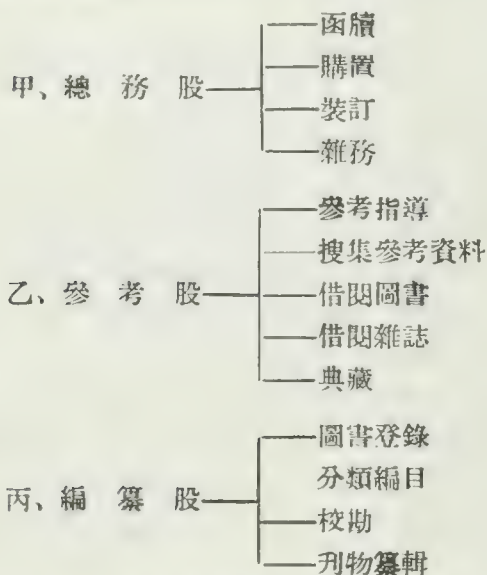 甲、總務股
函牘
購置
裝訂
雜務
乙、參考股
參考指導
搜集參考資料
借閱圖書
借閱雜誌
典藏
丙、編纂股
圖書登錄
分類編目
校勘
刋物纂輯